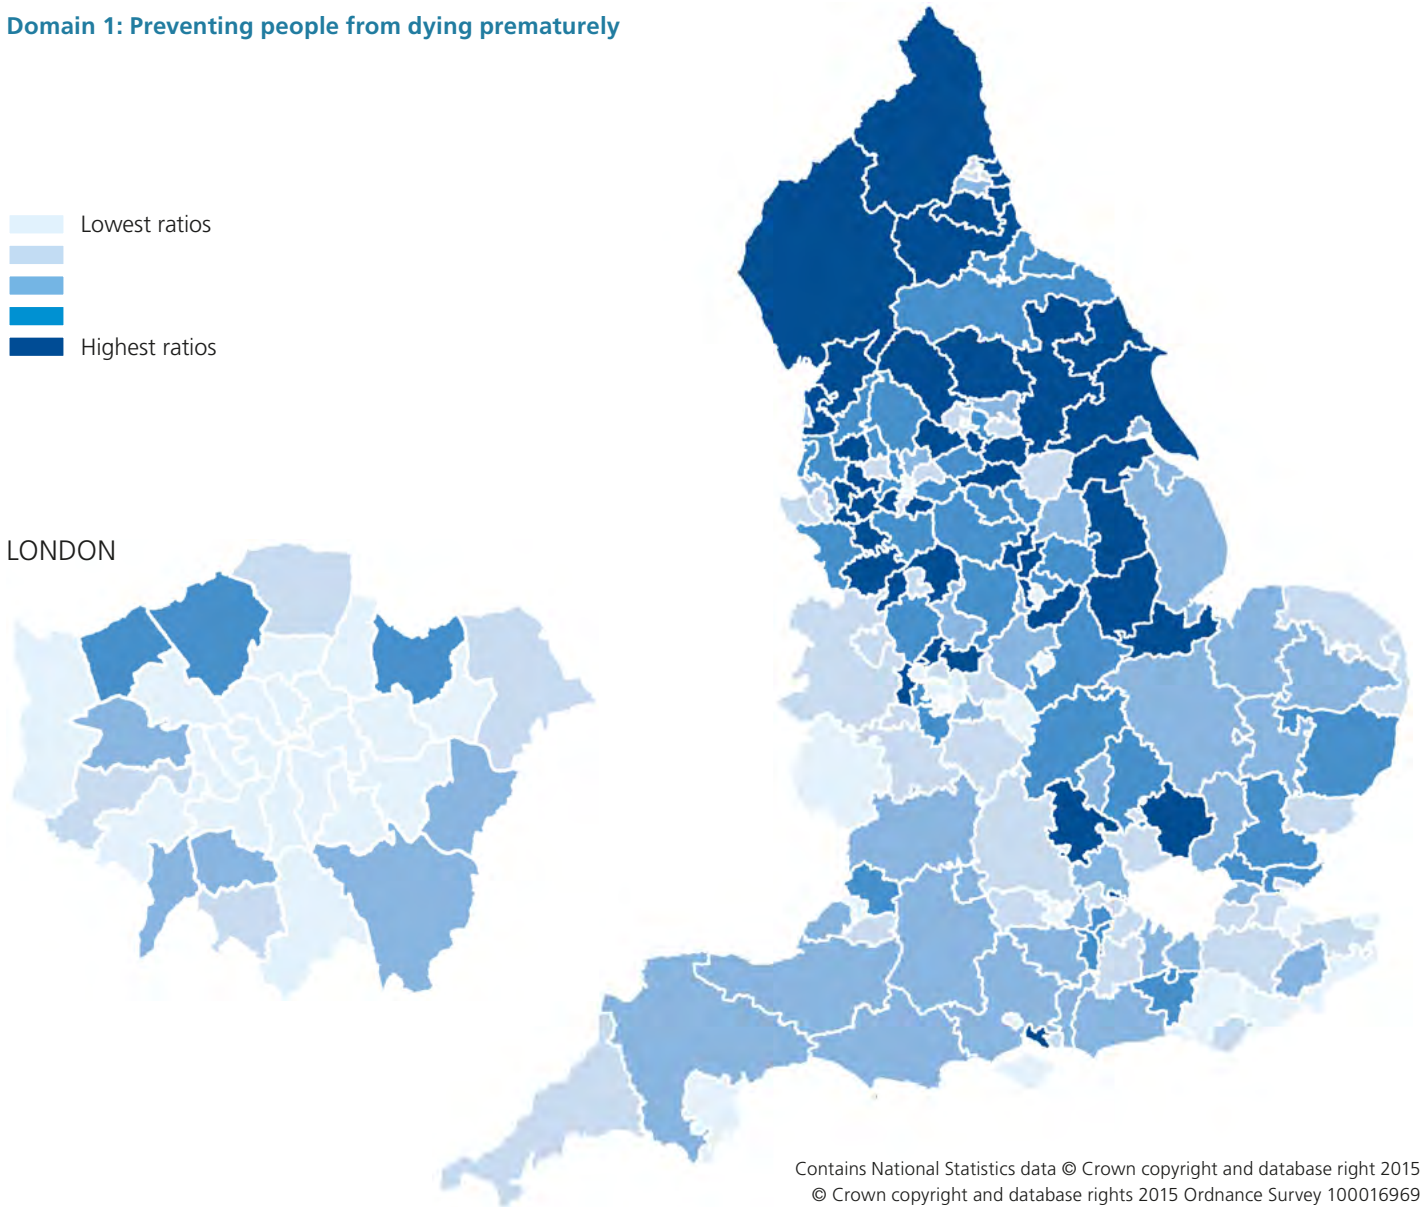 Domain 1: Preventing people from dying prematurely
Lowest ratios
Highest ratios
LONDON
Contains National Statistics data © Crown copyright and database right 2015
© Crown copyright and database rights 2015 Ordnance Survey 100016969